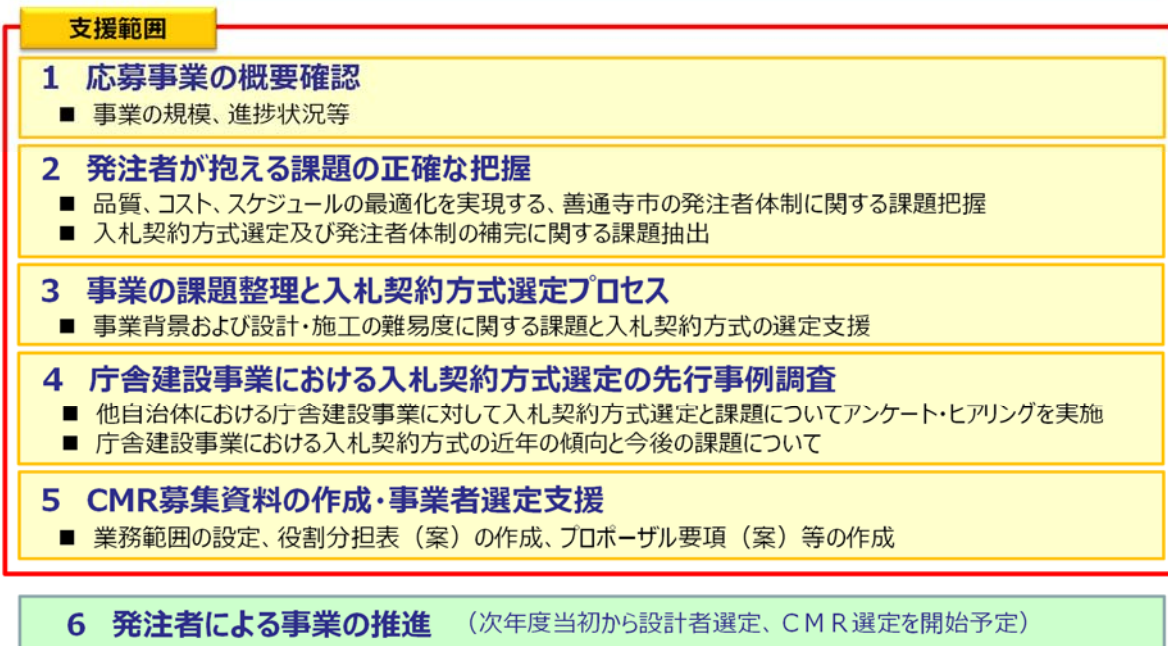 支援範囲
1 応募事業の概要確認
■ 事業の規模、進捗状況等
2 発注者が抱える課題の正確な把握
■ 品質、コスト、スケジュールの最適化を実現する、善通寺市の発注者体制に関する課題把握
■ 入札契約方式選定及び発注者体制の補完に関する課題抽出
3 事業の課題整理と入札契約方式選定プロセス
■ 事業背景および設計・施工の難易度に関する課題と入札契約方式の選定支援
4 庁舎建設事業における入札契約方式選定の先行事例調査
■ 他自治体における庁舎建設事業に対して入札契約方式選定と課題についてアンケート・ヒアリングを実施
■ 庁舎建設事業における入札契約方式の近年の傾向と今後の課題について
5 CMR募集資料の作成・事業者選定支援
■ 業務範囲の設定、役割分担表（案）の作成、プロポーザル要項（案）等の作成
6 発注者による事業の推進 （次年度当初から設計者選定、ＣＭＲ選定を開始予定）